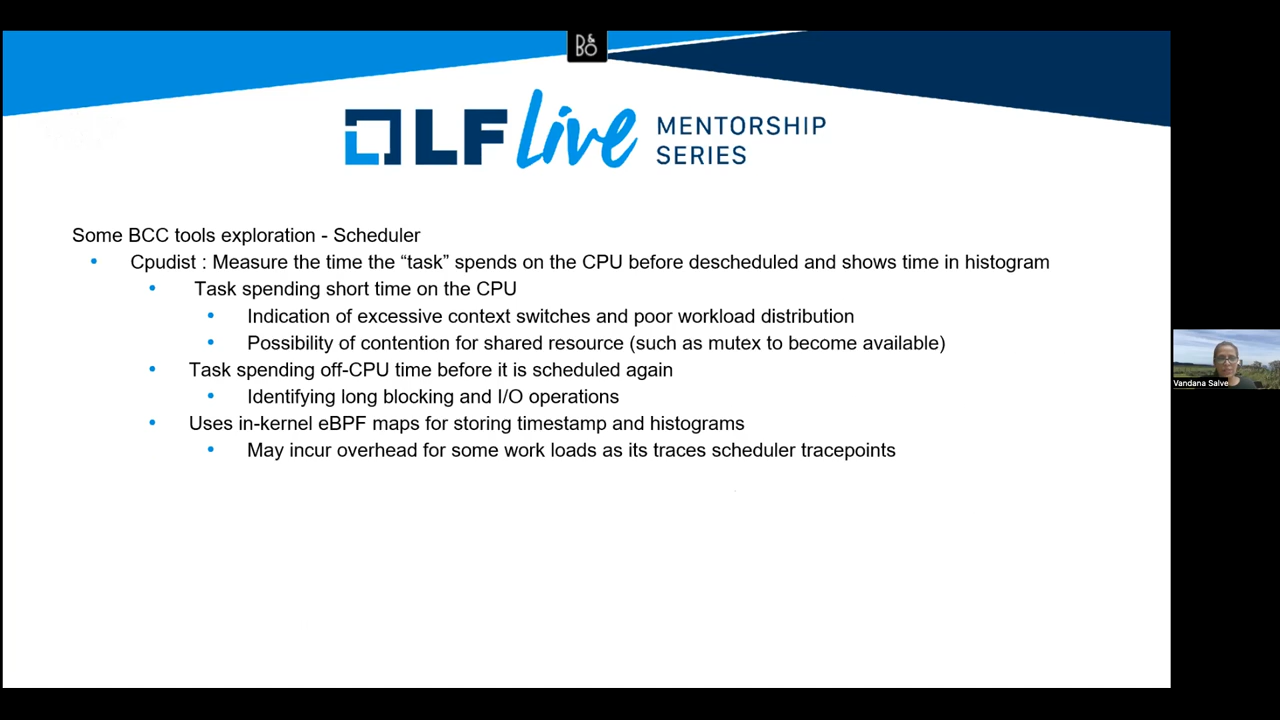 B&O
LF Live MENTORSHIP
SERIES
Some BCC tools exploration - Scheduler
Cpudist : Measure the time the “task” spends on the CPU before descheduled and shows time in histogram
Task spending short time on the CPU
Indication of excessive context switches and poor workload distribution
Possibility of contention for shared resource (such as mutex to become available)
Task spending off-CPU time before it is scheduled again
Identifying long blocking and I/O operations
Uses in-kernel eBPF maps for storing timestamp and histograms
May incur overhead for some work loads as its traces scheduler tracepoints
Vandana Salve